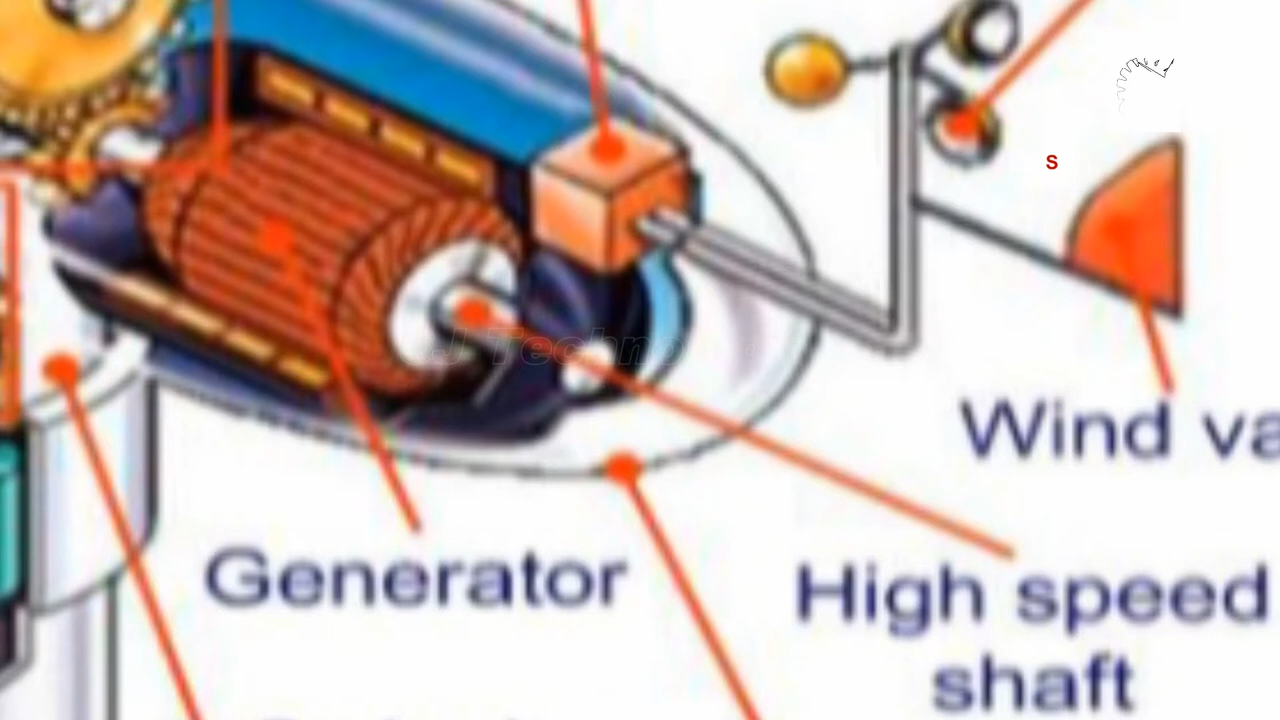 s
Wind va
Generator
High speed
shaft